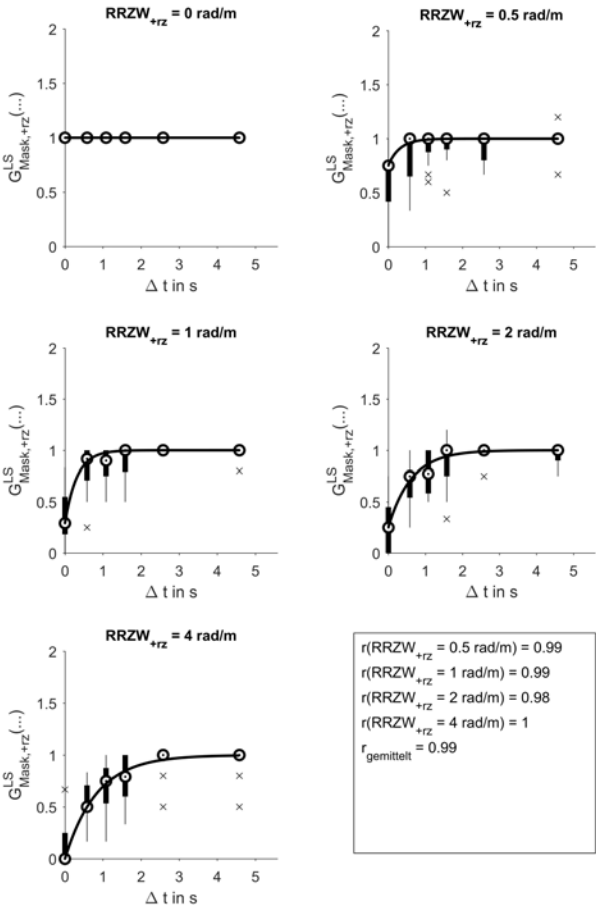 RRZW+rz = 0 rad/m
2
1.5
1
0.5
0
G^LS_Mask,+rz(...)
0 1 2 3 4 5
Δ t in s
RRZW+rz = 0.5 rad/m
2
1.5
1
0.5
0
G^LS_Mask,+rz(...)
0 1 2 3 4 5
Δ t in s
RRZW+rz = 1 rad/m
2
1.5
1
0.5
0
G^LS_Mask,+rz(...)
0 1 2 3 4 5
Δ t in s
RRZW+rz = 2 rad/m
2
1.5
1
0.5
0
G^LS_Mask,+rz(...)
0 1 2 3 4 5
Δ t in s
RRZW+rz = 4 rad/m
2
1.5
1
0.5
0
G^LS_Mask,+rz(...)
0 1 2 3 4 5
Δ t in s
r(RRZW+rz = 0.5 rad/m) = 0.99
r(RRZW+rz = 1 rad/m) = 0.99
r(RRZW+rz = 2 rad/m) = 0.98
r(RRZW+rz = 4 rad/m) = 1
r_gemittelt = 0.99